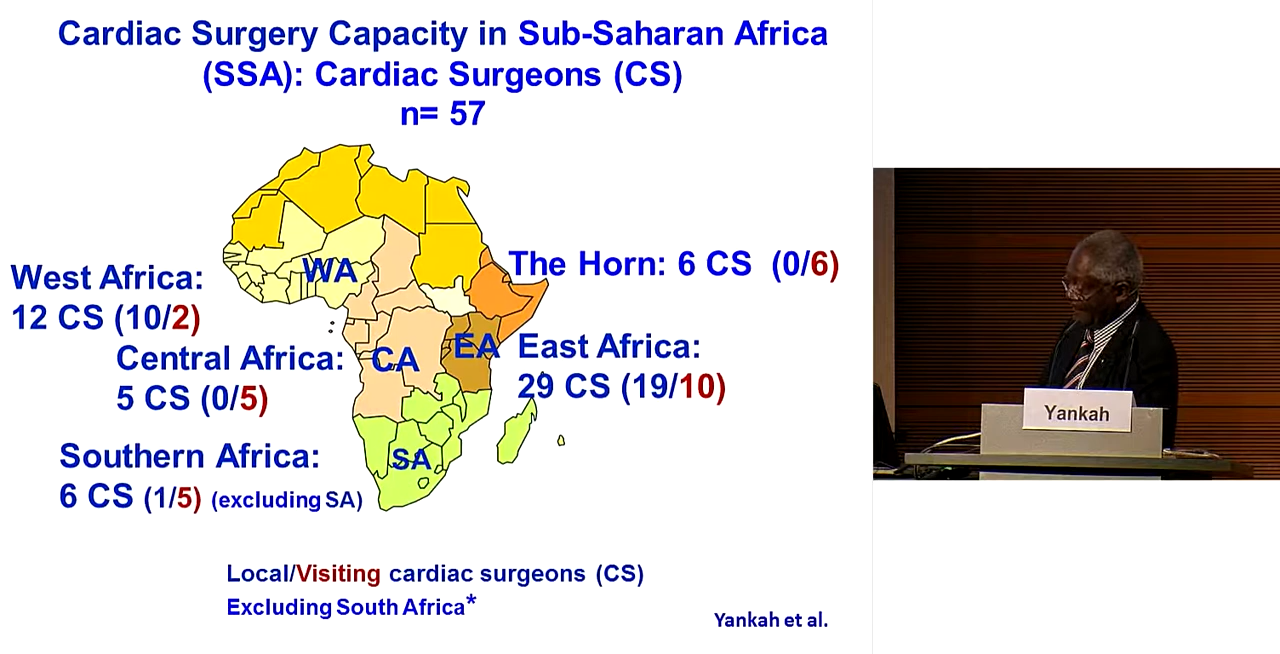 Cardiac Surgery Capacity in Sub-Saharan Africa
(SSA): Cardiac Surgeons (CS)
n= 57
WA
The Horn: 6 CS (0/6)
West Africa:
12 CS (10/2)
EA
East Africa:
29 CS (19/10)
Central Africa:
5 CS (0/5)
CA
Southern Africa:
6 CS (1/5) (excluding SA)
SA
Local/Visiting cardiac surgeons (CS)
Excluding South Africa*
Yankah et al.
Yankah